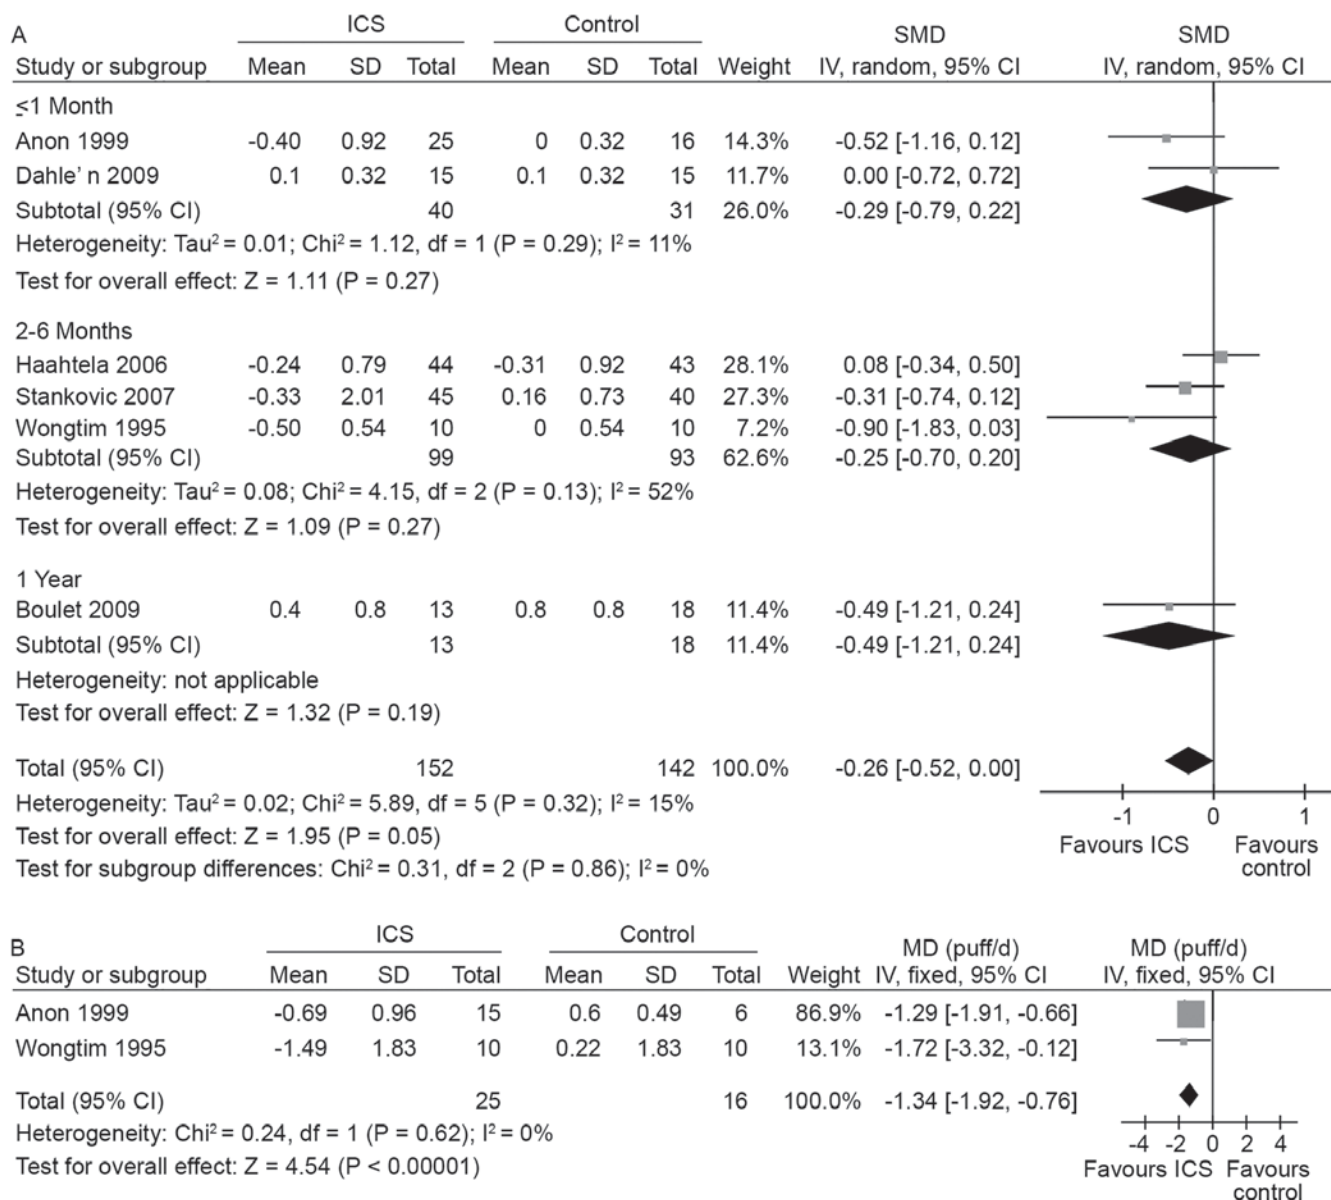 A
ICS Control SMD SMD
Study or subgroup Mean SD Total Mean SD Total Weight IV, random, 95% CI IV, random, 95% CI
≤1 Month
Anon 1999 -0.40 0.92 25 0 0.32 16 14.3% -0.52 [-1.16, 0.12]
Dahle' n 2009 0.1 0.32 15 0.1 0.32 15 11.7% 0.00 [-0.72, 0.72]
Subtotal (95% CI) 40 31 26.0% -0.29 [-0.79, 0.22]
Heterogeneity: Tau² = 0.01; Chi² = 1.12, df = 1 (P = 0.29); I² = 11%
Test for overall effect: Z = 1.11 (P = 0.27)
2-6 Months
Haahtela 2006 -0.24 0.79 44 -0.31 0.92 43 28.1% 0.08 [-0.34, 0.50]
Stankovic 2007 -0.33 2.01 45 0.16 0.73 40 27.3% -0.31 [-0.74, 0.12]
Wongtim 1995 -0.50 0.54 10 0 0.54 10 7.2% -0.90 [-1.83, 0.03]
Subtotal (95% CI) 99 93 62.6% -0.25 [-0.70, 0.20]
Heterogeneity: Tau² = 0.08; Chi² = 4.15, df = 2 (P = 0.13); I² = 52%
Test for overall effect: Z = 1.09 (P = 0.27)
1 Year
Boulet 2009 0.4 0.8 13 0.8 0.8 18 11.4% -0.49 [-1.21, 0.24]
Subtotal (95% CI) 13 18 11.4% -0.49 [-1.21, 0.24]
Heterogeneity: not applicable
Test for overall effect: Z = 1.32 (P = 0.19)
Total (95% CI) 152 142 100.0% -0.26 [-0.52, 0.00]
Heterogeneity: Tau² = 0.02; Chi² = 5.89, df = 5 (P = 0.32); I² = 15%
Test for overall effect: Z = 1.95 (P = 0.05)
Test for subgroup differences: Chi² = 0.31, df = 2 (P = 0.86); I² = 0%
-1 0 1
Favours ICS Favours
control
B
ICS Control MD (puff/d) MD (puff/d)
Study or subgroup Mean SD Total Mean SD Total Weight IV, fixed, 95% CI IV, fixed, 95% CI
Anon 1999 -0.69 0.96 15 0.6 0.49 6 86.9% -1.29 [-1.91, -0.66]
Wongtim 1995 -1.49 1.83 10 0.22 1.83 10 13.1% -1.72 [-3.32, -0.12]
Total (95% CI) 25 16 100.0% -1.34 [-1.92, -0.76]
Heterogeneity: Chi² = 0.24, df = 1 (P = 0.62); I² = 0%
Test for overall effect: Z = 4.54 (P < 0.00001)
-4 -2 0 2 4
Favours ICS Favours
control